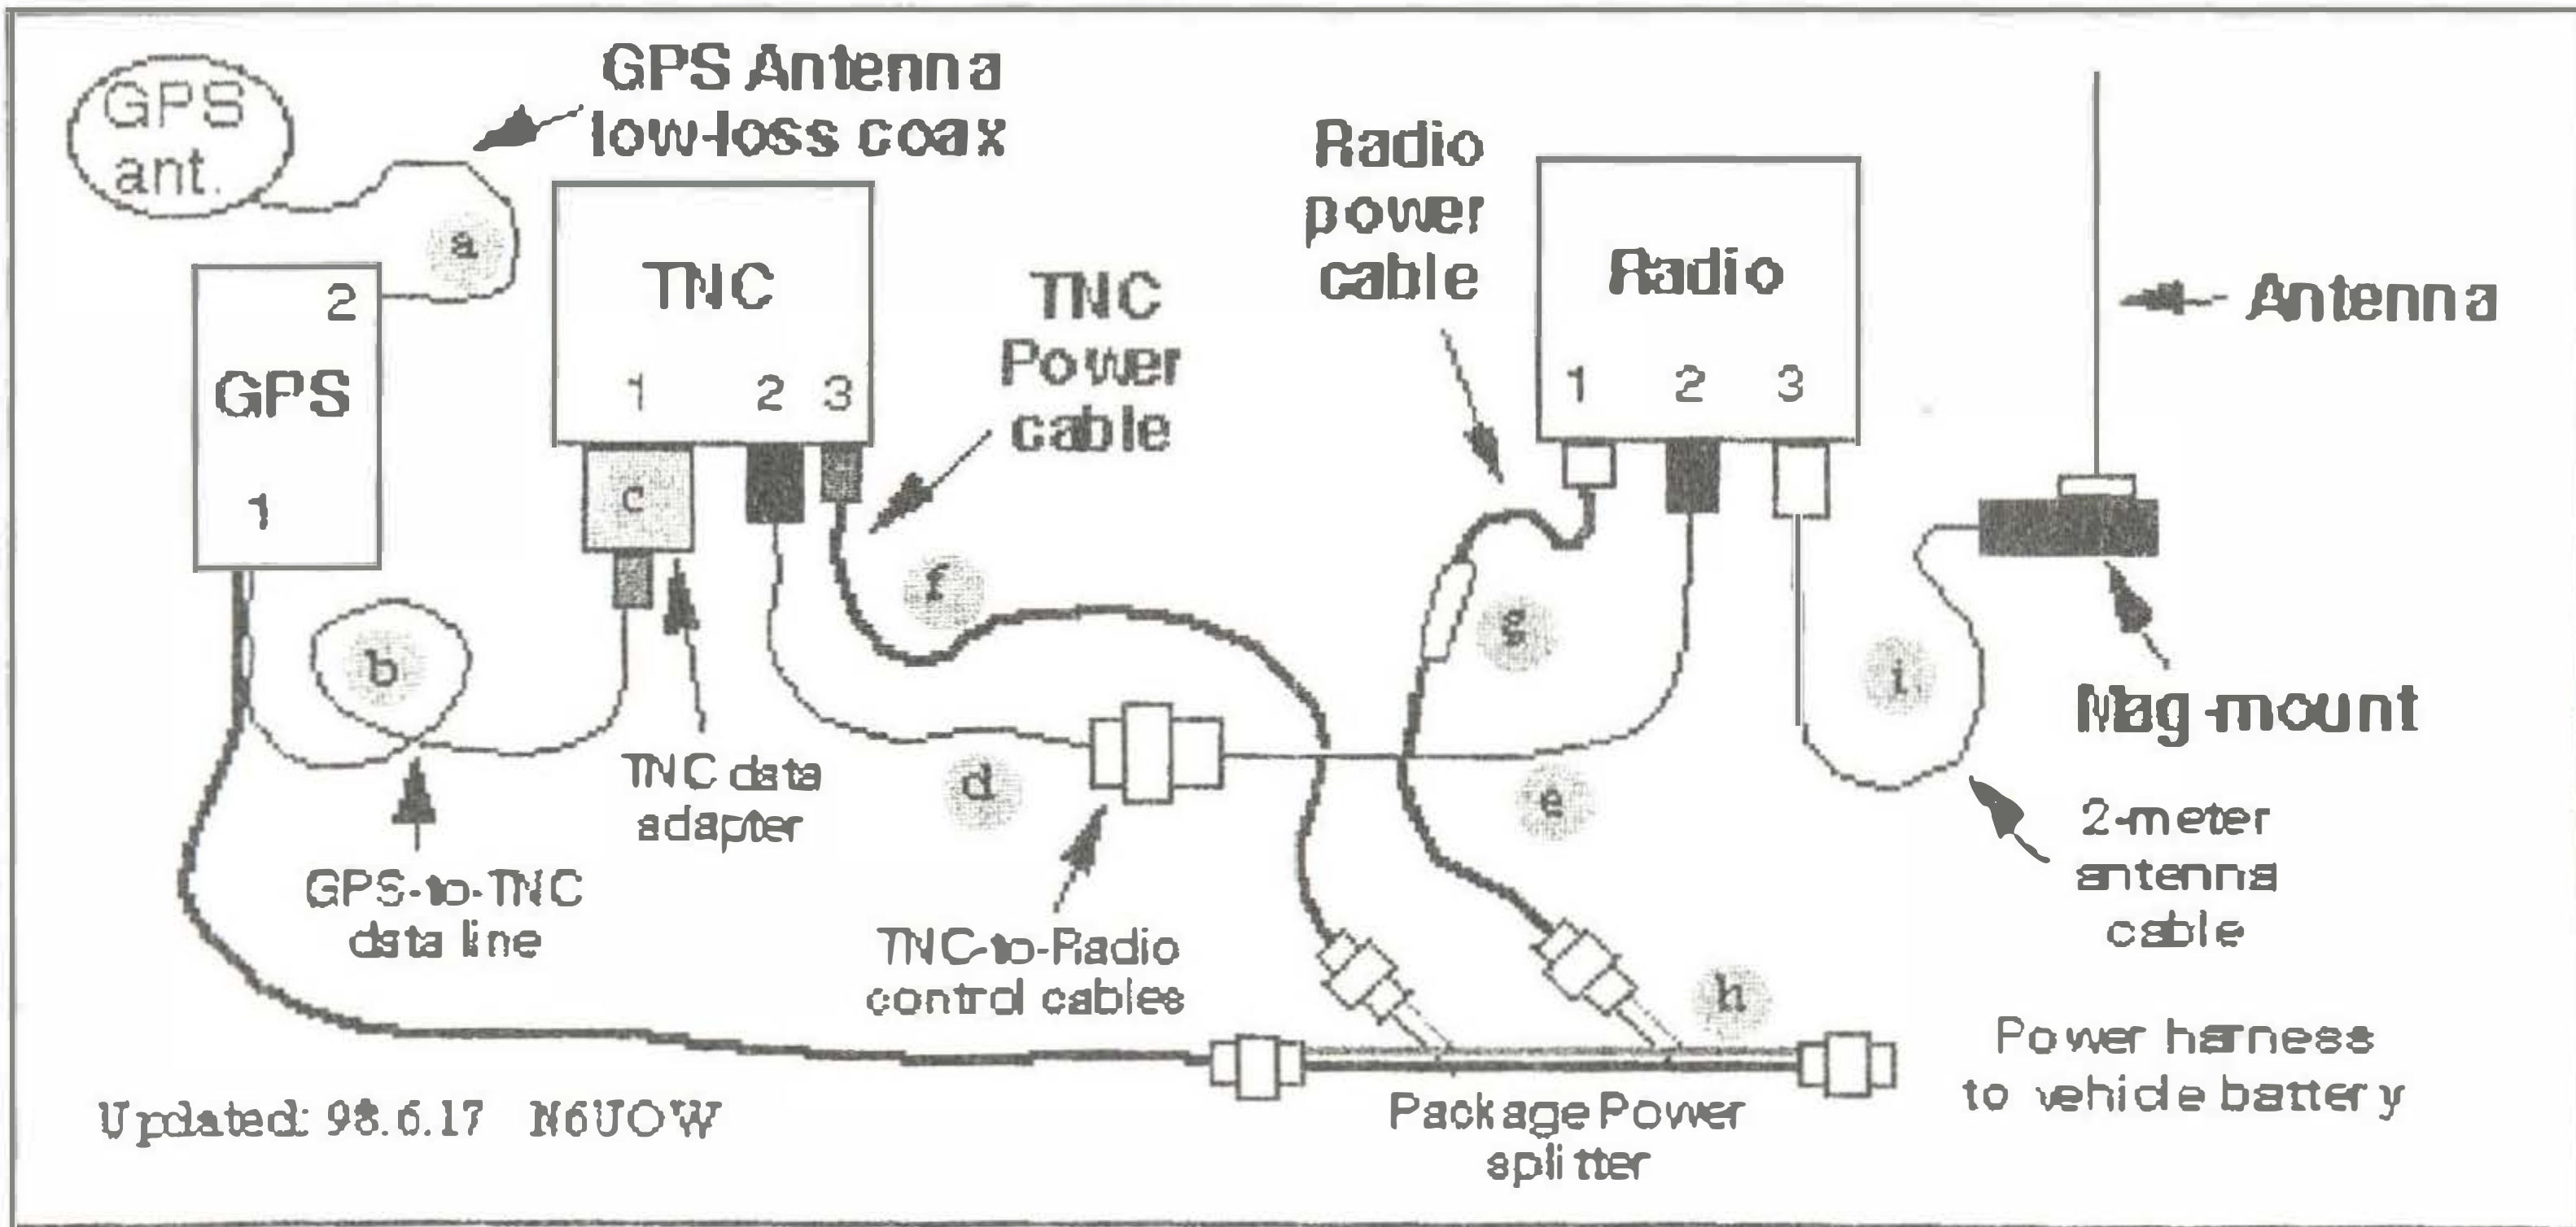 GPS
ant.
GPS Antenna
low-loss coax
a
2
GPS
1
b
GPS-to-TNC
data line
TNC
1
2
3
c
TNC data
adapter
TNC
Power
cable
f
d
TNC-to-Radio
control cables
Radio
power
cable
Radio
1
2
3
g
e
Antenna
i
Mag-mount
2-meter
antenna
cable
h
Package Power
splitter
Power harness
to vehicle battery
Updated: 98.6.17 N6UOW